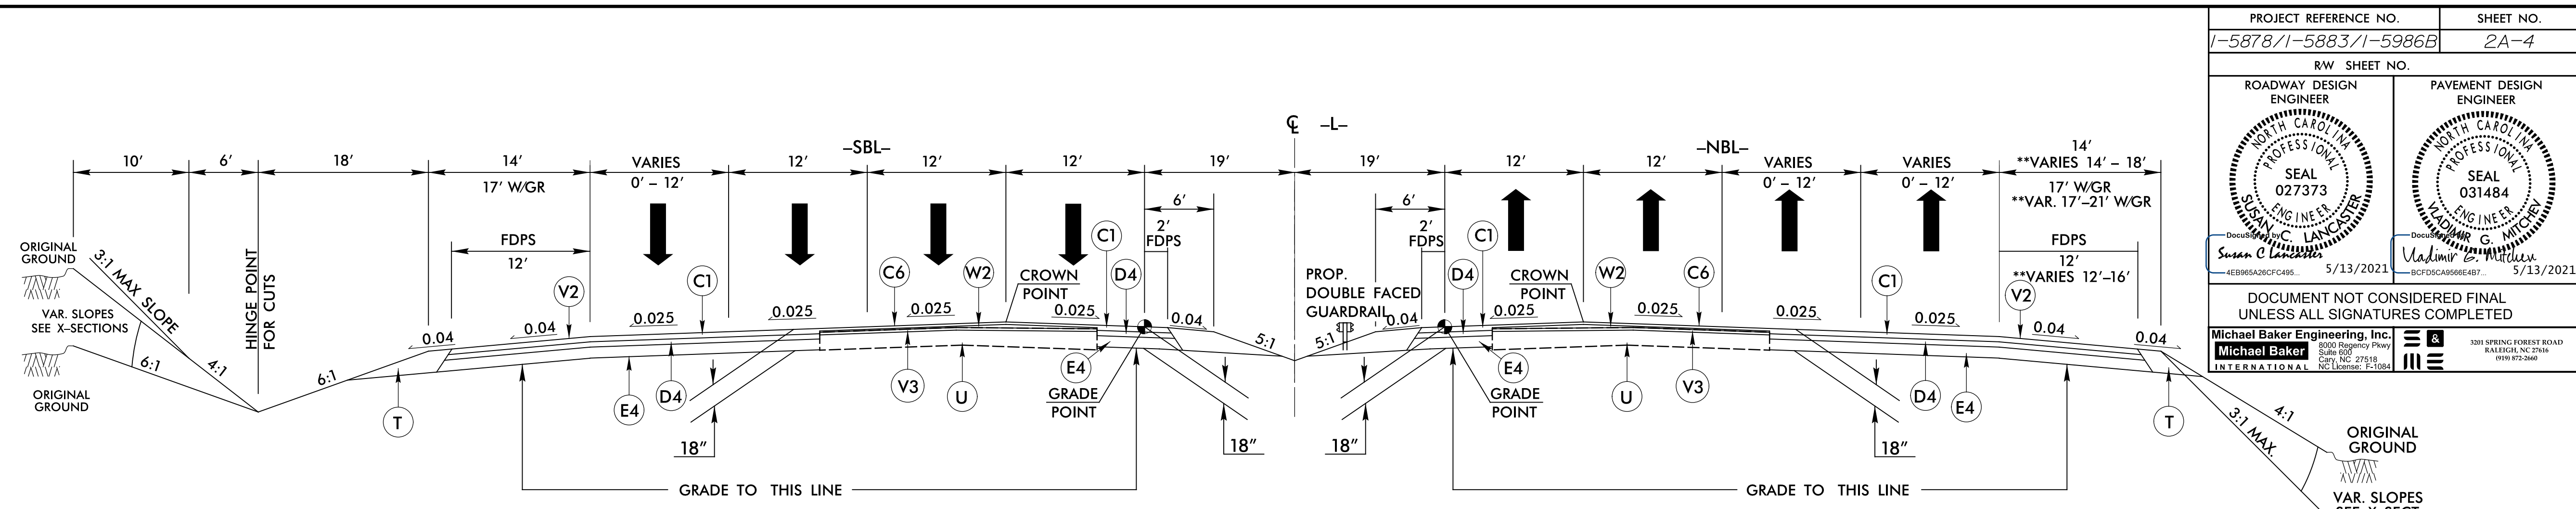 PROJECT REFERENCE NO. SHEET NO.
I-5878/I-5883/I-5986B 2A-4
R/W SHEET NO.
ROADWAY DESIGN
ENGINEER
PAVEMENT DESIGN
ENGINEER
NORTH CAROLINA
PROFESSIONAL
SEAL
027373
ENGINEER
SUSAN C. LANCASTER
NORTH CAROLINA
PROFESSIONAL
SEAL
031484
ENGINEER
VLADIMIR G. MITCHEV
DocuSigned by:
Susan C Lancaster
4EB965A26CFC495...
5/13/2021
DocuSigned by:
Vladimir G. Mitchev
BCFD5CA9566E4B7...
5/13/2021
DOCUMENT NOT CONSIDERED FINAL
UNLESS ALL SIGNATURES COMPLETED
Michael Baker Engineering, Inc.
Michael Baker
INTERNATIONAL
8000 Regency Pkwy
Suite 600
Cary, NC 27518
NC License: F-1084
&
3201 SPRING FOREST ROAD
RALEIGH, NC 27616
(919) 872-2660
℄ -L-
-SBL- -NBL-
10' 6' 18' 14' VARIES 12' 12' 12' 19' 19' 12' 12' VARIES VARIES 14'
**VARIES 14' - 18'
17' W/GR 0' - 12' 0' - 12' 0' - 12' 17' W/GR
**VAR. 17'-21' W/GR
6' 6'
2'
FDPS
2'
FDPS
FDPS
12'
FDPS
12'
**VARIES 12'-16'
ORIGINAL
GROUND
3:1 MAX SLOPE
VAR. SLOPES
SEE X-SECTIONS
6:1
4:1
ORIGINAL
GROUND
HINGE POINT
FOR CUTS
6:1
0.04
T
0.04
V2
0.025
C1
0.025
C6
W2
CROWN
POINT
0.025
C1
D4
0.04
5:1
E4
D4
18"
V3
U
E4
GRADE
POINT
18"
GRADE TO THIS LINE
PROP.
DOUBLE FACED
GUARDRAIL
5:1
0.04
D4
C1
0.025
CROWN
POINT
W2
0.025
C6
0.025
C1
0.025
V2
0.04
0.04
18"
E4
GRADE
POINT
U
V3
18"
D4
E4
T
GRADE TO THIS LINE
4:1
3:1 MAX.
ORIGINAL
GROUND
VAR. SLOPES
SEE X-SECT